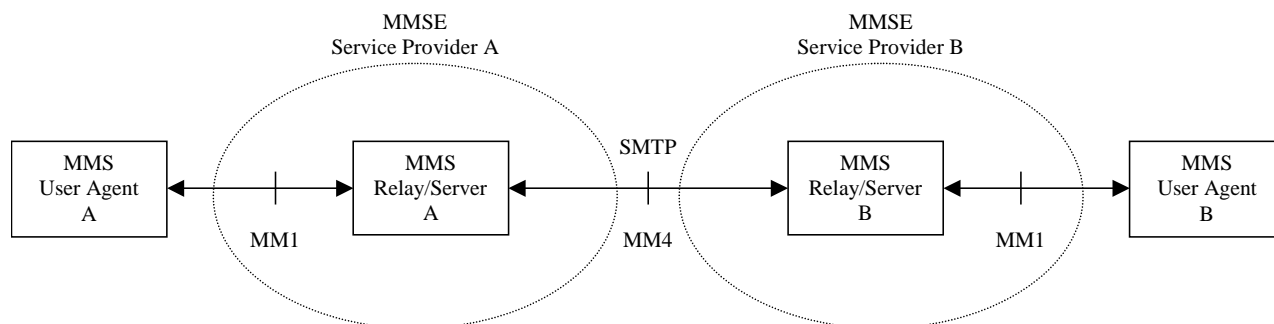 MMSE
Service Provider A
MMSE
Service Provider B
MMS
User Agent
A
MMS
Relay/Server
A
SMTP
MMS
Relay/Server
B
MMS
User Agent
B
MM1
MM4
MM1